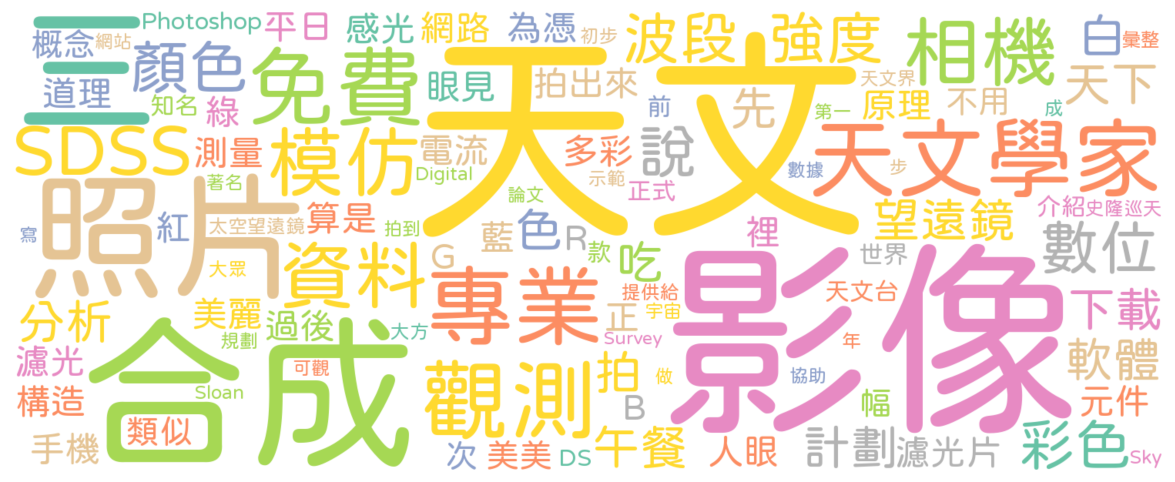 Photoshop
平日
感光
網路
為憑
初步
波段
強度
相機
白
彙整
概念
網站
三
顏色
免費
眼見
拍出來
天文界
天下
道理
知名
綠
前
先
第一
原理
不用
成
SDSS
測量
模仿
電流
天文
多彩
說
數據
天文學家
步
著名
Digital
論文
示範
正式
照片
太空望遠鏡
算是
拍到
寫
紅
藍
色
R
款
吃
裡
望遠鏡
介紹
史隆巡天
世界
數位
大眾
資料
G
專業
提供給
宇宙
正
影像
天文台
下載
分析
美麗
過後
規劃
大方
Survey
年
濾光
合成
可觀
觀測
拍
做
協助
軟體
構造
Sloan
B
幅
元件
類似
手機
次
美美
DS
午餐
人眼
計劃
濾光片
彩色
Sky